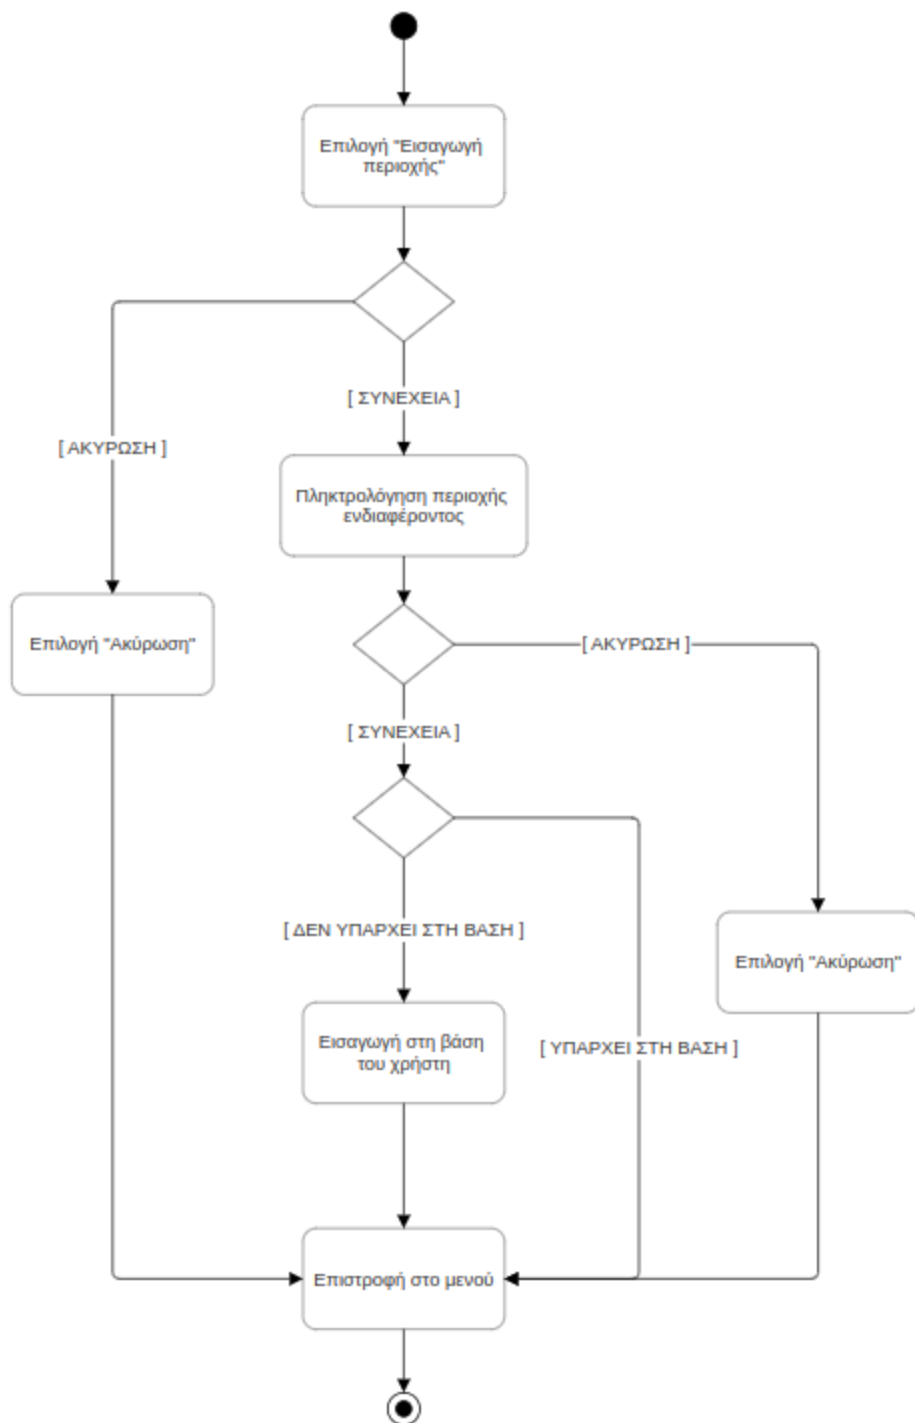 Επιλογή "Εισαγωγή
περιοχής"
[ ΣΥΝΕΧΕΙΑ ]
[ ΑΚΥΡΩΣΗ ]
Πληκτρολόγηση περιοχής
ενδιαφέροντος
Επιλογή "Ακύρωση"
[ ΑΚΥΡΩΣΗ ]
[ ΣΥΝΕΧΕΙΑ ]
[ ΔΕΝ ΥΠΑΡΧΕΙ ΣΤΗ ΒΑΣΗ ]
Επιλογή "Ακύρωση"
Εισαγωγή στη βάση
του χρήστη
[ ΥΠΑΡΧΕΙ ΣΤΗ ΒΑΣΗ ]
Επιστροφή στο μενού